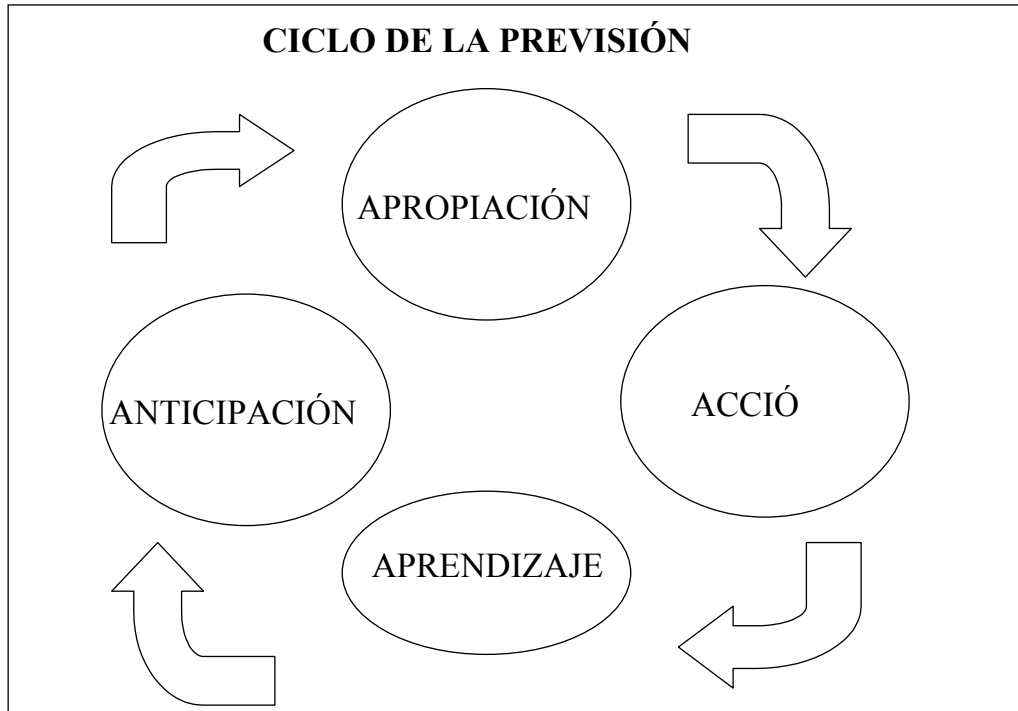 CICLO DE LA PREVISIÓN
APROPIACIÓN
ANTICIPACIÓN
ACCIÓ
APRENDIZAJE